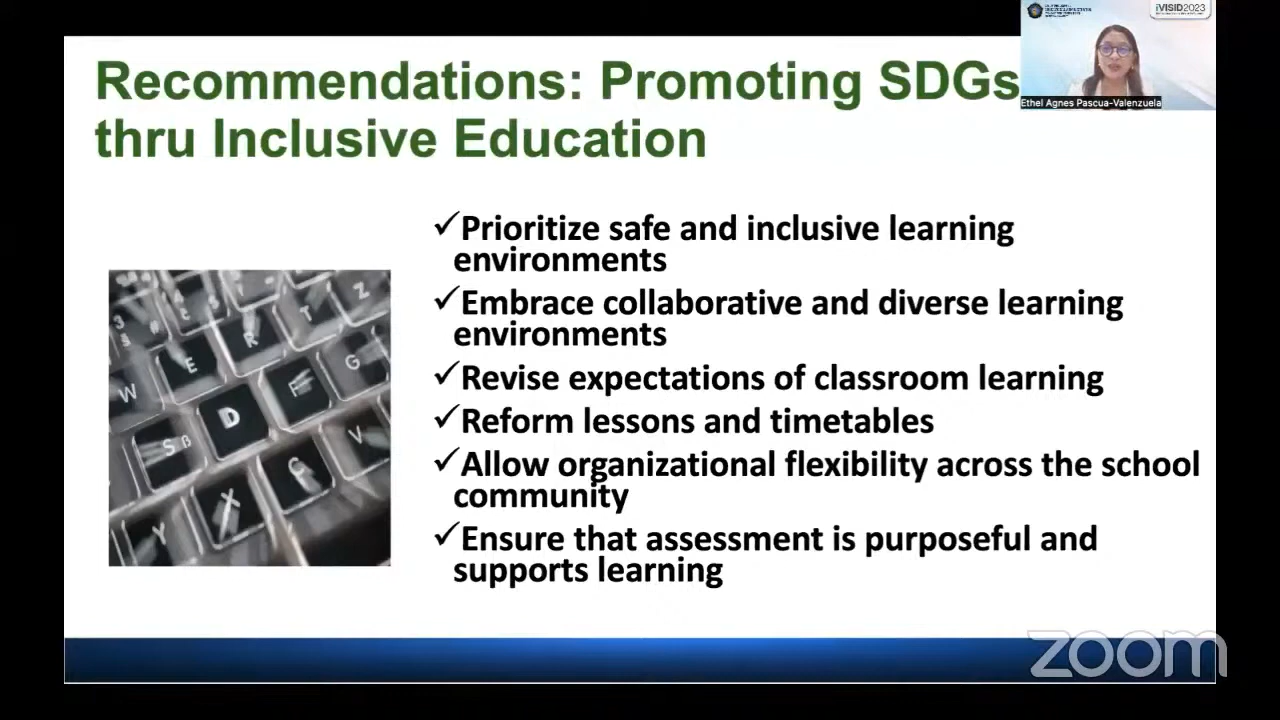 iVISID2023
Ethel Agnes Pascua-Valenzuela
Recommendations: Promoting SDGs
thru Inclusive Education
✓Prioritize safe and inclusive learning
environments
✓Embrace collaborative and diverse learning
environments
✓Revise expectations of classroom learning
✓Reform lessons and timetables
✓Allow organizational flexibility across the school
community
✓Ensure that assessment is purposeful and
supports learning
3 Z
W E R T
S ß D F G
Y X C V
zoom